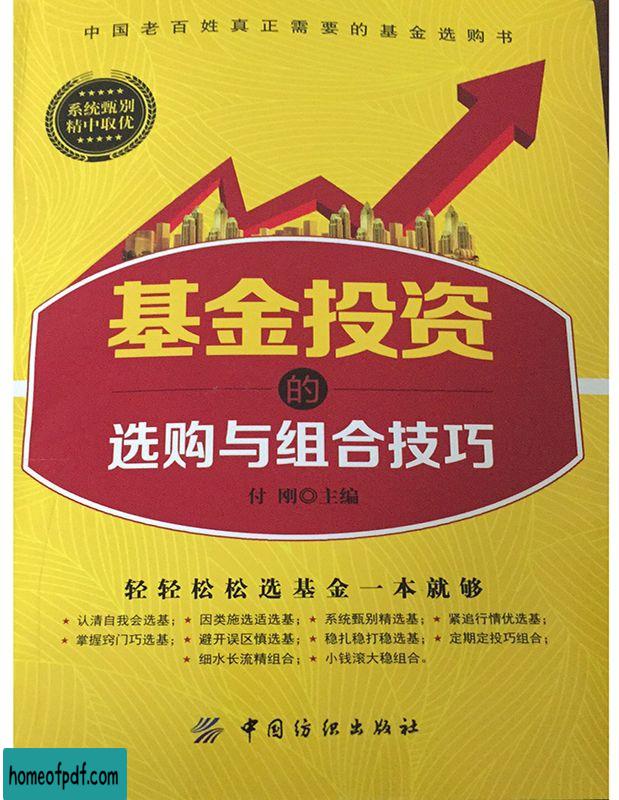 中国老百姓真正需要的基金选购书
系统甄别
精中取优
基金投资
的
选购与组合技巧
付 刚◎主编
轻轻松松选基金一本就够
★ 认清自我会选基； ★ 因类施选适选基； ★ 系统甄别精选基； ★ 紧追行情优选基；
★ 掌握窍门巧选基； ★ 避开误区慎选基； ★ 稳扎稳打稳选基； ★ 定期定投巧组合；
★ 细水长流精组合； ★ 小钱滚大稳组合。
中国纺织出版社
homeofpdf.com